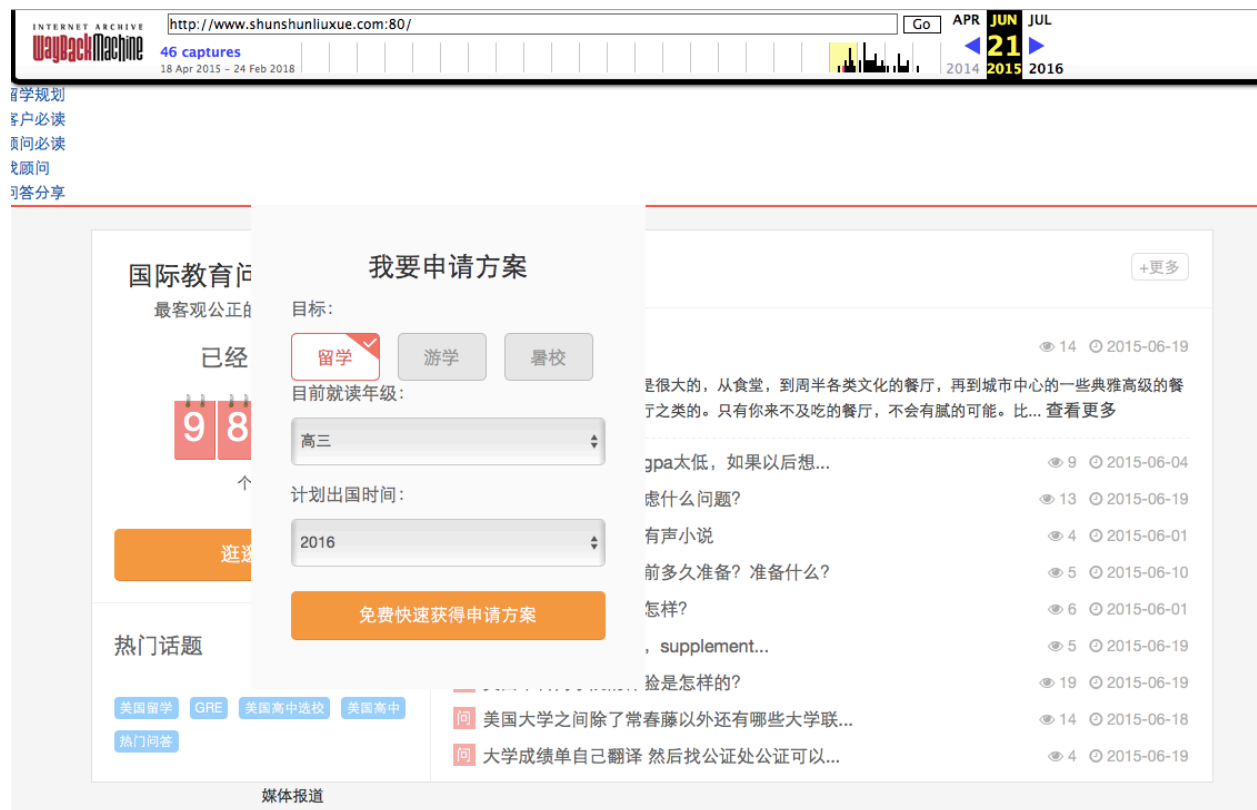 INTERNET ARCHIVE
WayBackMachine
http://www.shunshunliuxue.com:80/
Go
APR JUN JUL
46 captures
21
18 Apr 2015 – 24 Feb 2018
2014 2015 2016
留学规划
客户必读
顾问必读
找顾问
问答分享
国际教育问
最客观公正的
已经
9 8
个
逛逛
热门话题
美国留学 GRE 美国高中选校 美国高中
热门问答
我要申请方案
目标:
留学 游学 暑校
目前就读年级:
高三
计划出国时间:
2016
免费快速获得申请方案
+更多
14 2015-06-19
是很大的，从食堂，到周半各类文化的餐厅，再到城市中心的一些典雅高级的餐
厅之类的。只有你来不及吃的餐厅，不会有腻的可能。比... 查看更多
gpa太低，如果以后想... 9 2015-06-04
虑什么问题? 13 2015-06-19
有声小说 4 2015-06-01
前多久准备？准备什么? 5 2015-06-10
怎样? 6 2015-06-01
，supplement... 5 2015-06-19
验是怎样的? 19 2015-06-19
问 美国大学之间除了常春藤以外还有哪些大学联... 14 2015-06-18
问 大学成绩单自己翻译 然后找公证处公证可以... 4 2015-06-19
媒体报道